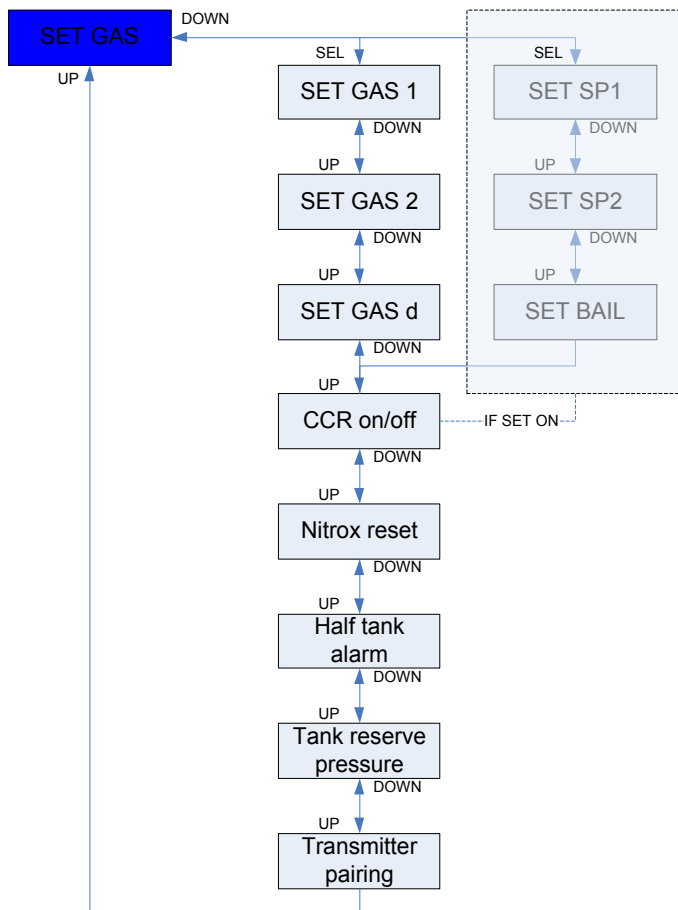 SET GAS
DOWN
UP
SEL
SEL
SET GAS 1
SET SP1
DOWN
DOWN
UP
UP
SET GAS 2
SET SP2
DOWN
DOWN
UP
UP
SET GAS d
SET BAIL
DOWN
UP
CCR on/off
IF SET ON
DOWN
UP
Nitrox reset
DOWN
UP
Half tank
alarm
DOWN
UP
Tank reserve
pressure
DOWN
UP
Transmitter
pairing